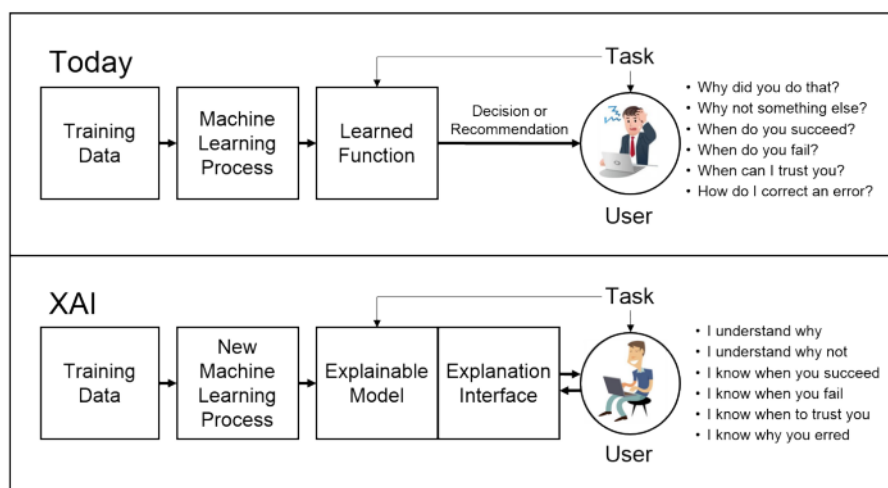 Today
Task
Training
Data
Machine
Learning
Process
Learned
Function
Decision or
Recommendation
User
• Why did you do that?
• Why not something else?
• When do you succeed?
• When do you fail?
• When can I trust you?
• How do I correct an error?
XAI
Task
Training
Data
New
Machine
Learning
Process
Explainable
Model
Explanation
Interface
User
• I understand why
• I understand why not
• I know when you succeed
• I know when you fail
• I know when to trust you
• I know why you erred